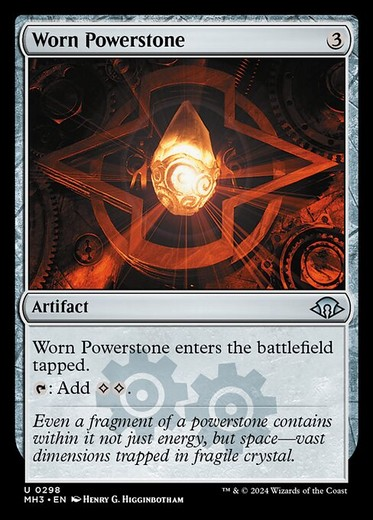 Worn Powerstone 3
Artifact
Worn Powerstone enters the battlefield
tapped.
: Add .
Even a fragment of a powerstone contains
within it not just energy, but space—vast
dimensions trapped in fragile crystal.
U 0298
MH3 • EN HENRY G. HIGGINBOTHAM
™ & © 2024 Wizards of the Coast